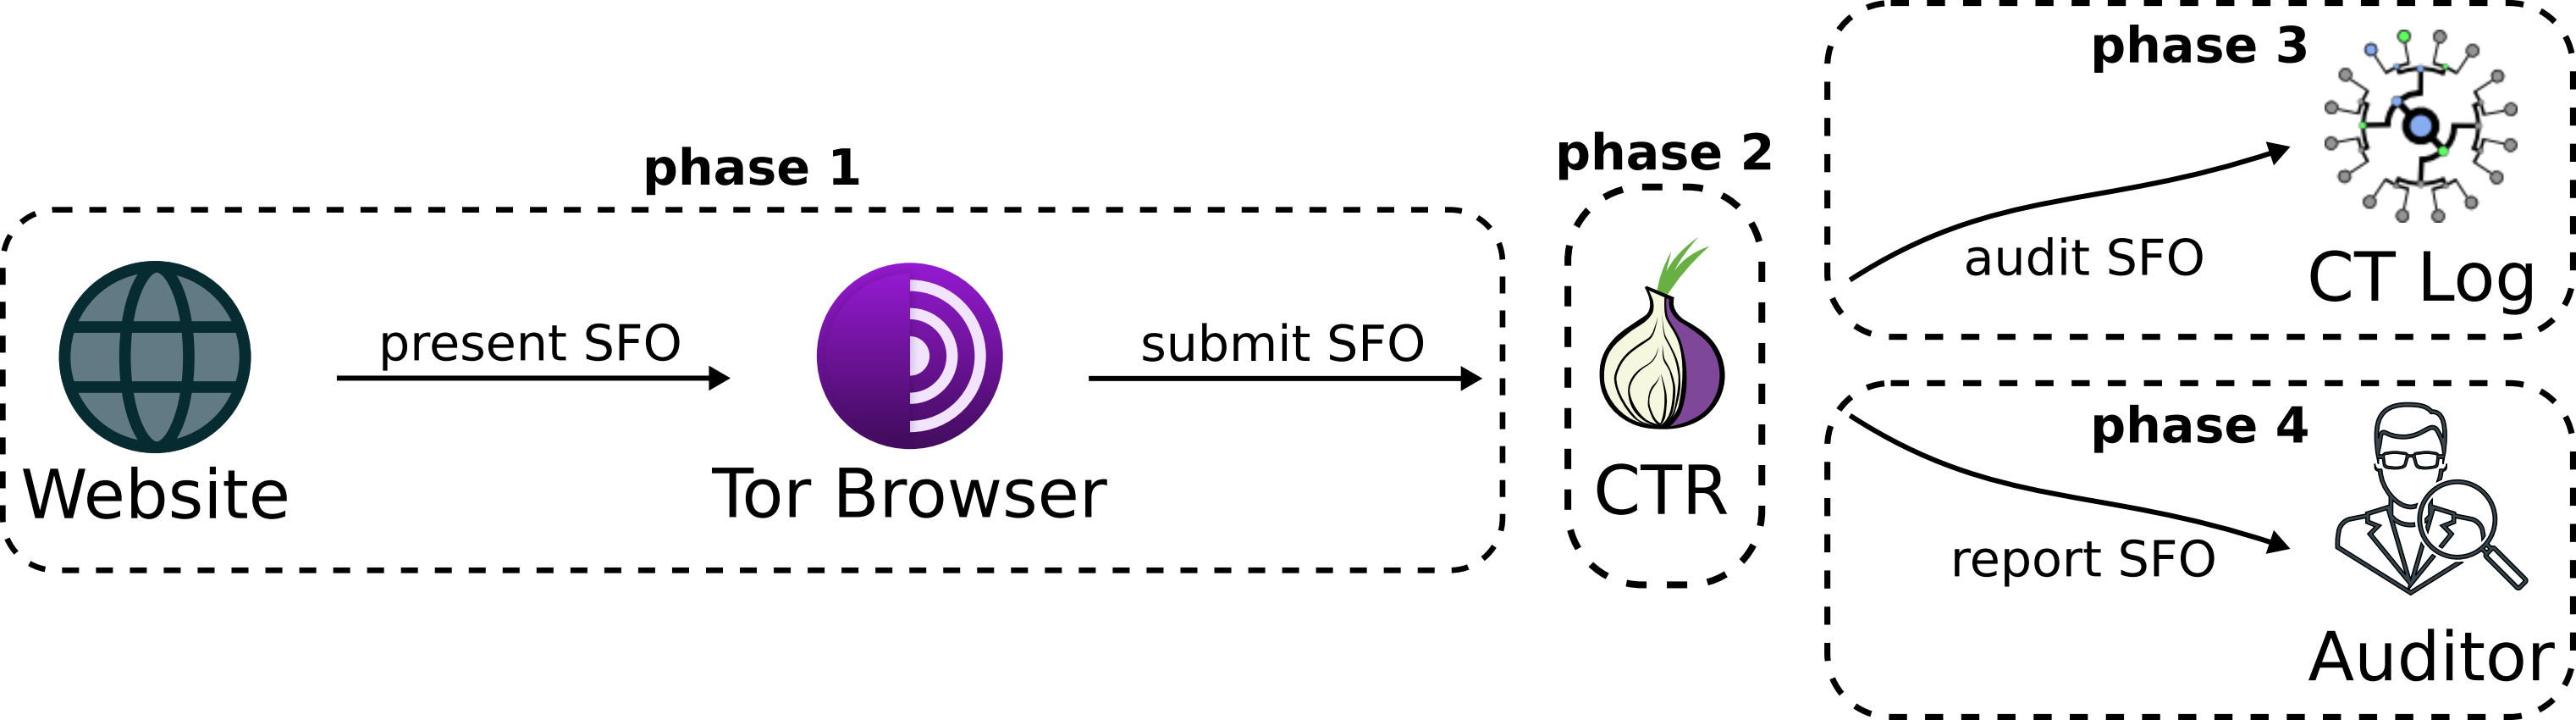 phase 1
Website
present SFO
Tor Browser
submit SFO
phase 2
CTR
phase 3
audit SFO
CT Log
phase 4
report SFO
Auditor